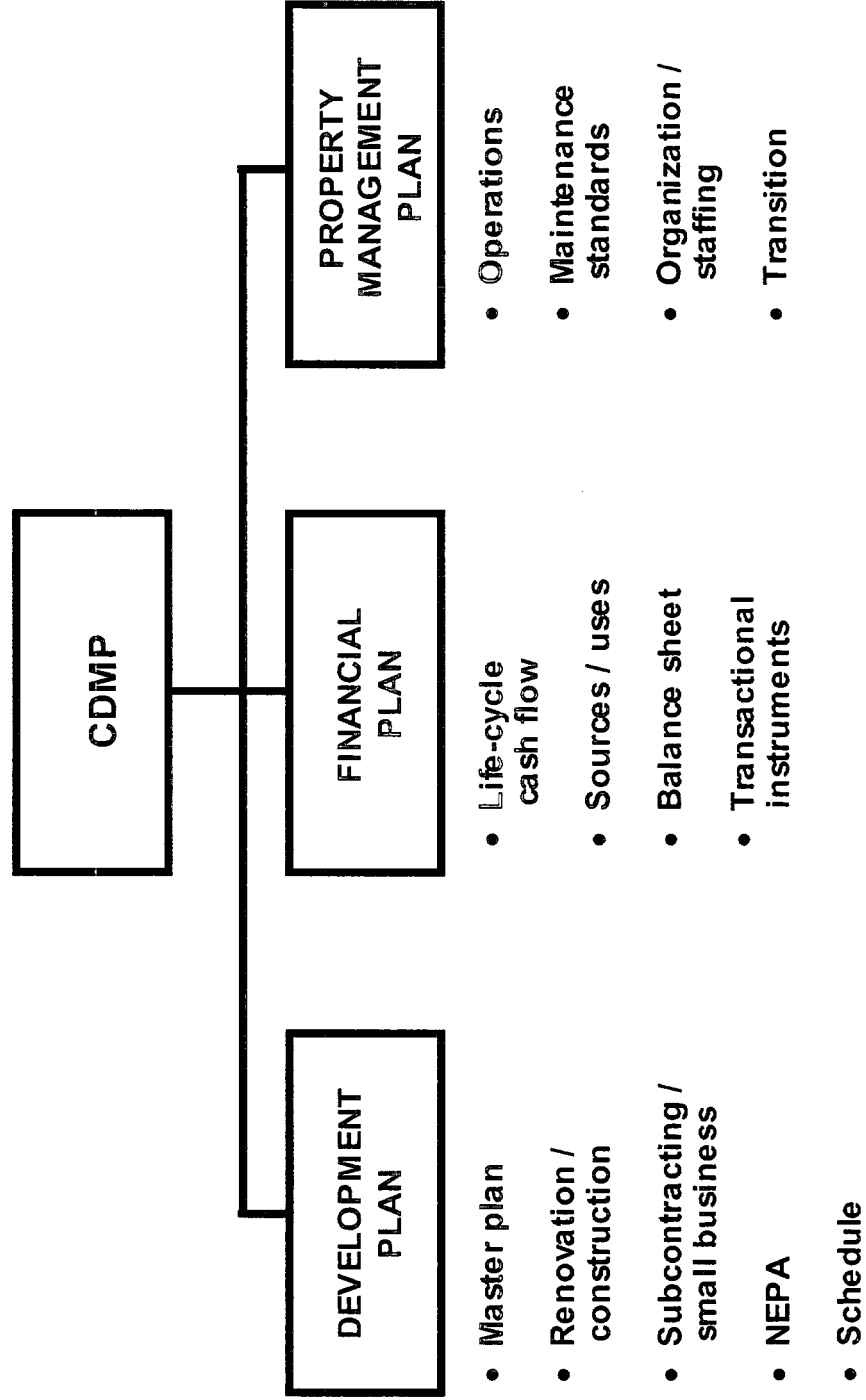 CDMP
DEVELOPMENT
PLAN
• Master plan
• Renovation /
construction
• Subcontracting /
small business
• NEPA
• Schedule
FINANCIAL
PLAN
• Life-cycle
cash flow
• Sources / uses
• Balance sheet
• Transactional
instruments
PROPERTY
MANAGEMENT
PLAN
• Operations
• Maintenance
standards
• Organization /
staffing
• Transition